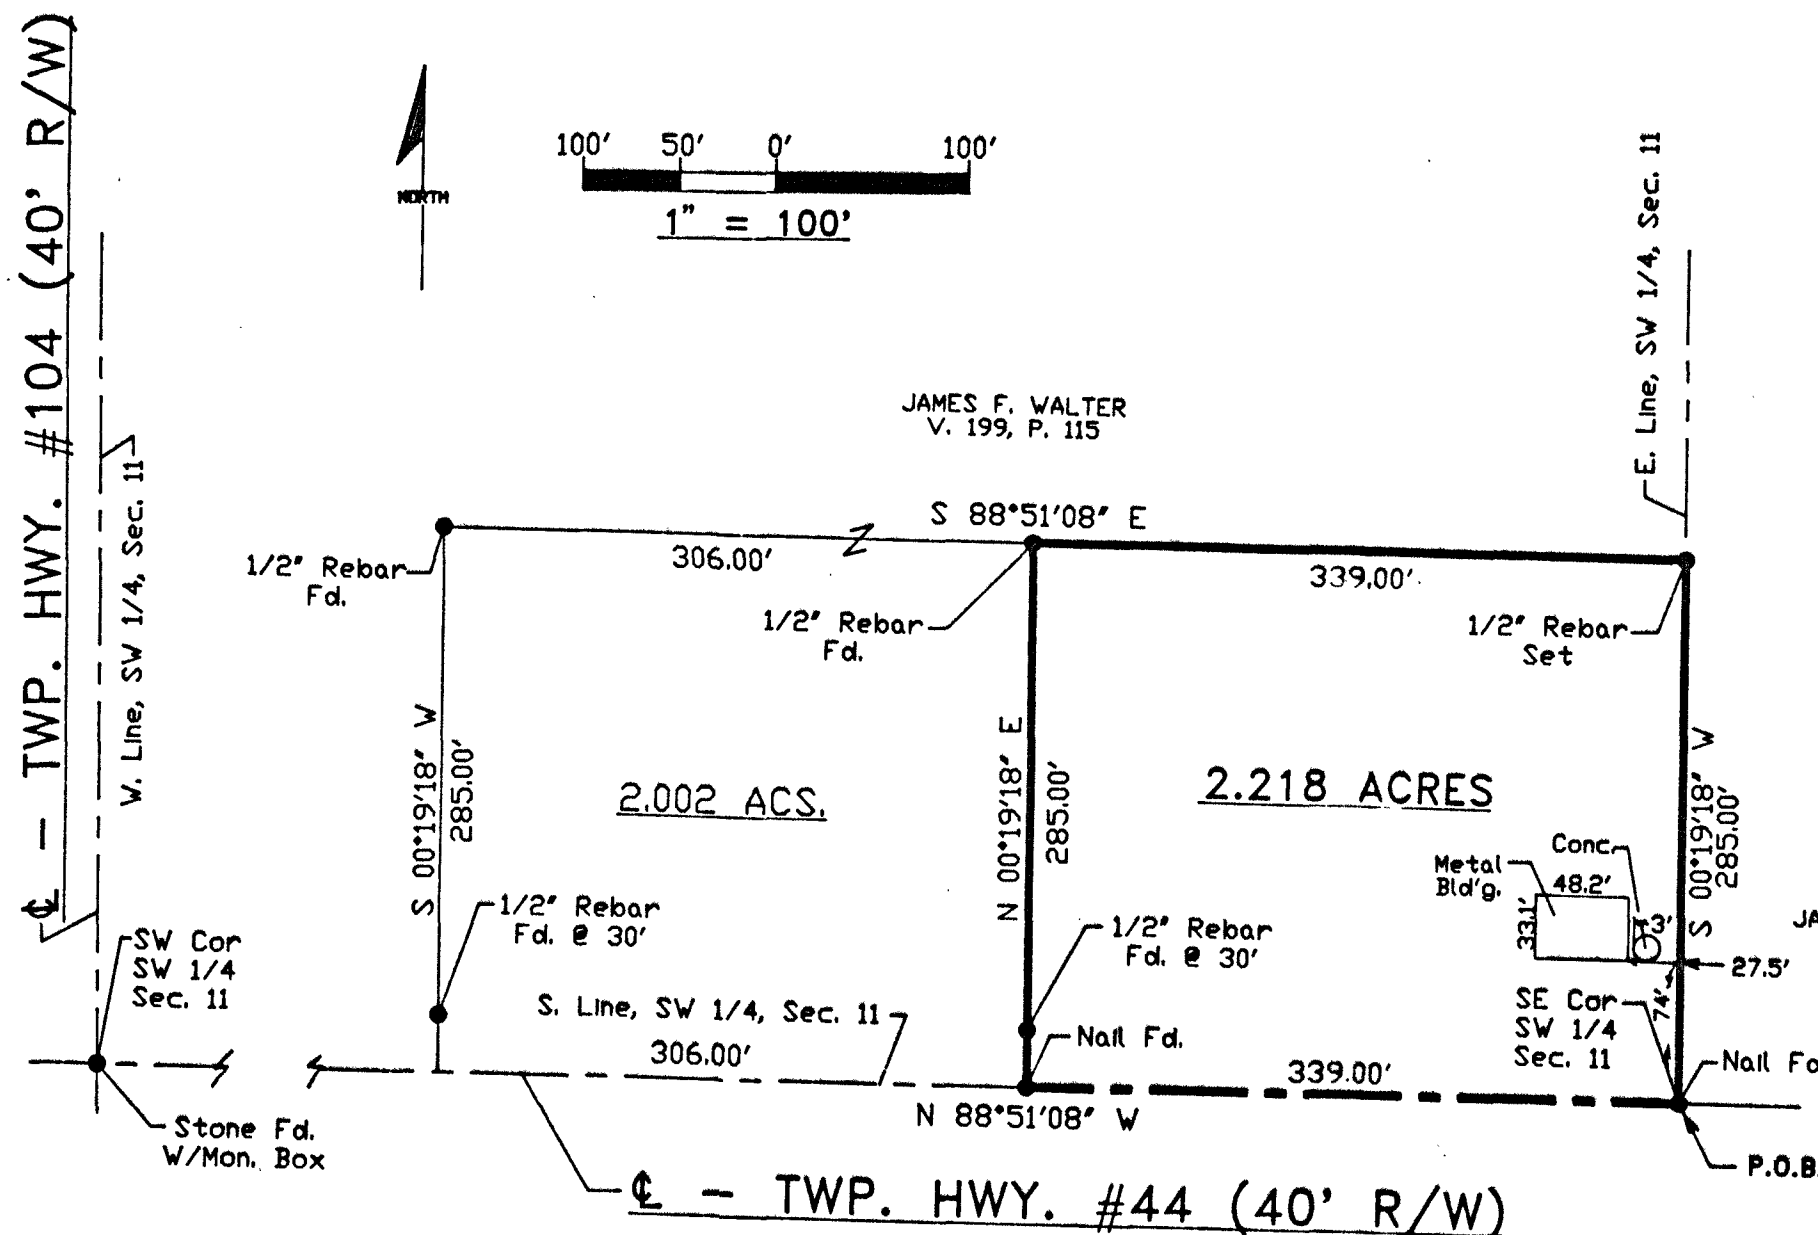 ℄ - TWP. HWY. #104 (40' R/W)
W. Line, SW 1/4, Sec. 11
NORTH
100' 50' 0' 100'
1" = 100'
E. Line, SW 1/4, Sec. 11
JAMES F. WALTER
V. 199, P. 115
S 88°51'08" E
306.00'
339.00'
1/2" Rebar
Fd.
1/2" Rebar
Fd.
1/2" Rebar
Set
S 00°19'18" W
285.00'
2.002 ACS.
N 00°19'18" E
285.00'
2.218 ACRES
S 00°19'18" W
285.00'
Conc.
Metal
Bld'g.
48.2'
33.1'
3'
JA
27.5'
74'
1/2" Rebar
Fd. @ 30'
1/2" Rebar
Fd. @ 30'
SW Cor
SW 1/4
Sec. 11
SE Cor
SW 1/4
Sec. 11
S. Line, SW 1/4, Sec. 11
306.00'
Nail Fd.
339.00'
Nail Fd
N 88°51'08" W
Stone Fd.
W/Mon. Box
P.O.B.
℄ - TWP. HWY. #44 (40' R/W)